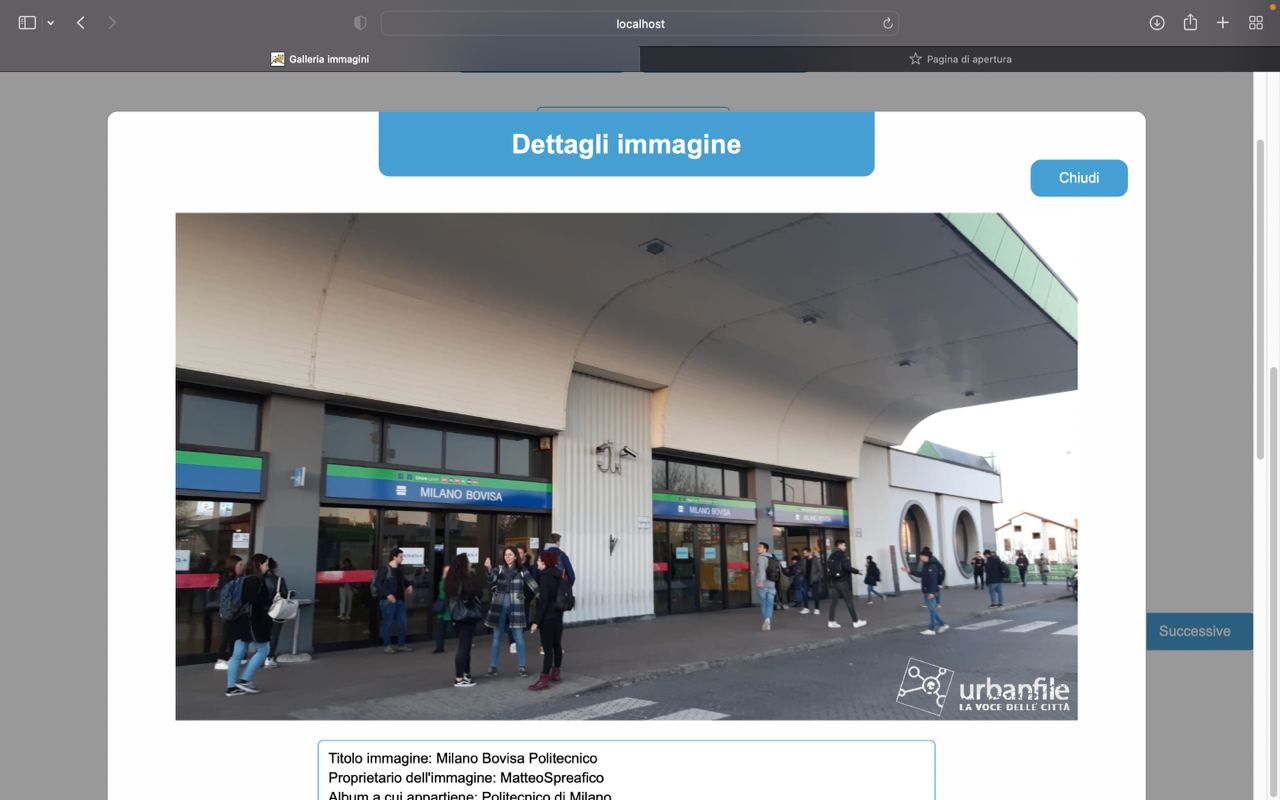 localhost
Galleria immagini
Pagina di apertura
Dettagli immagine
Chiudi
MILANO BOVISA
MILANO BOVISA
MILANO BOVISA
urbanfile
LA VOCE DELLE CITTÀ
Successive
Titolo immagine: Milano Bovisa Politecnico
Proprietario dell'immagine: MatteoSpreafico
Album a cui appartiene: Politecnico di Milano